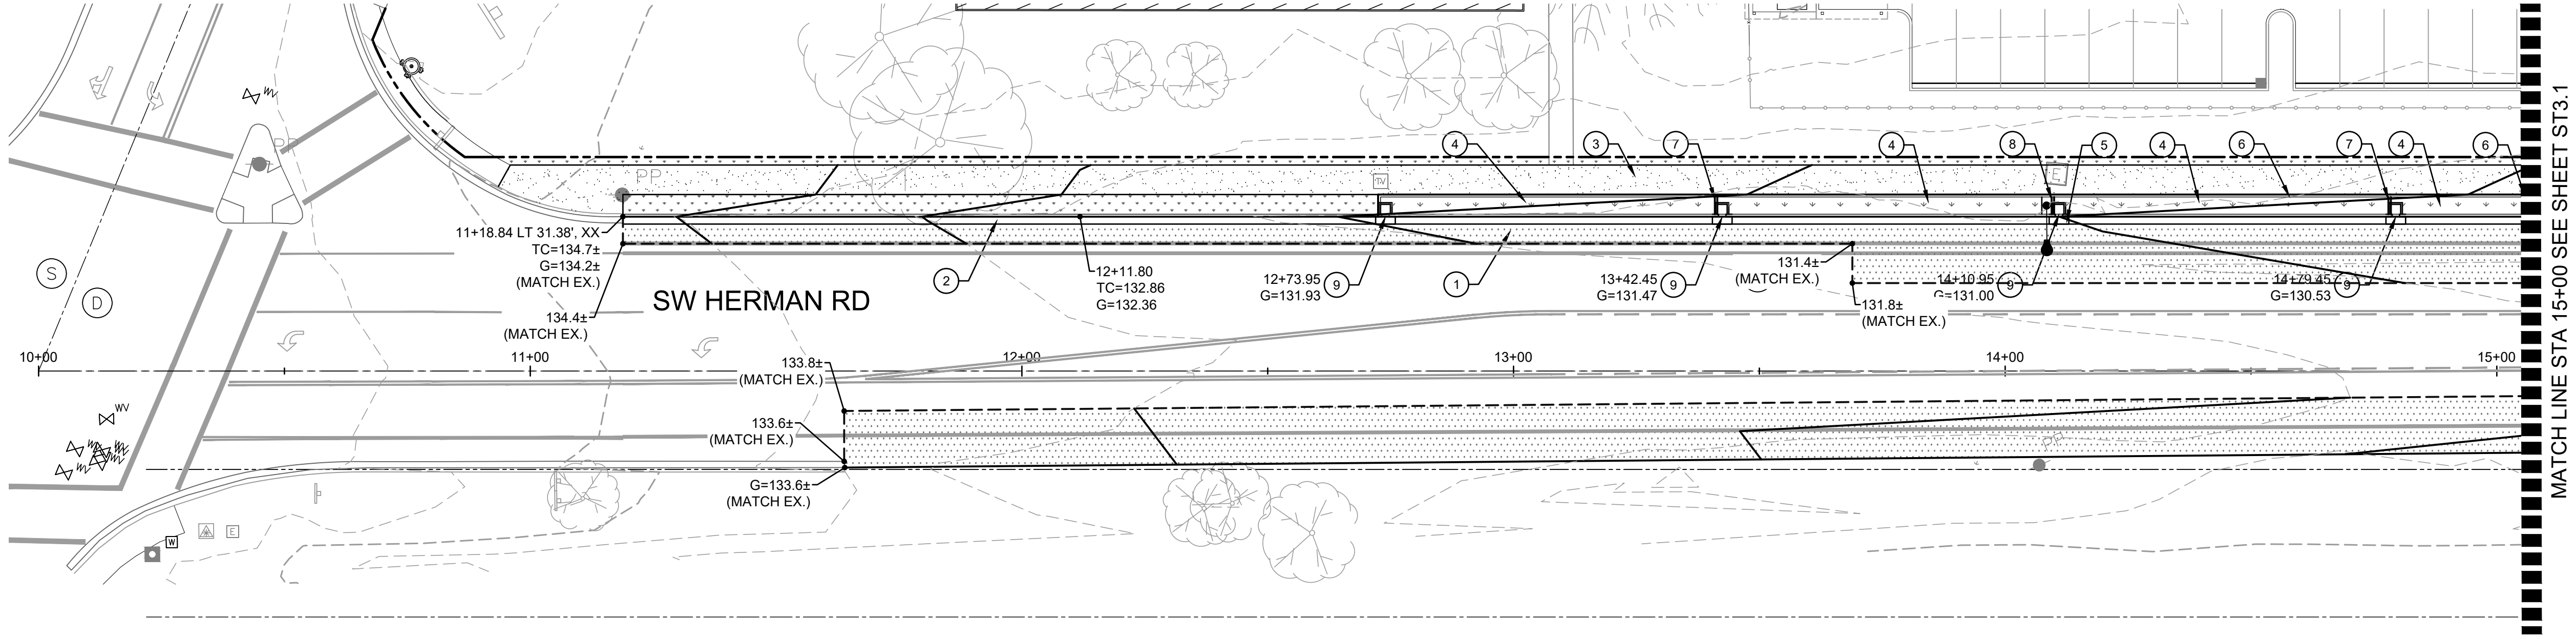 PP
4
3
7
4
8
5
4
6
7
4
6
TV
E
PP
11+18.84 LT 31.38', XX
TC=134.7±
G=134.2±
(MATCH EX.)
134.4±
(MATCH EX.)
SW HERMAN RD
2
12+11.80
TC=132.86
G=132.36
12+73.95
G=131.93
9
1
13+42.45
G=131.47
9
131.4±
(MATCH EX.)
131.8±
(MATCH EX.)
14+10.95
G=131.00
9
14+79.45
G=130.53
9
S
D
10+00
11+00
12+00
13+00
14+00
15+00
133.8±
(MATCH EX.)
133.6±
(MATCH EX.)
G=133.6±
(MATCH EX.)
WV
PP
W
E
MATCH LINE STA 15+00 SEE SHEET ST3.1